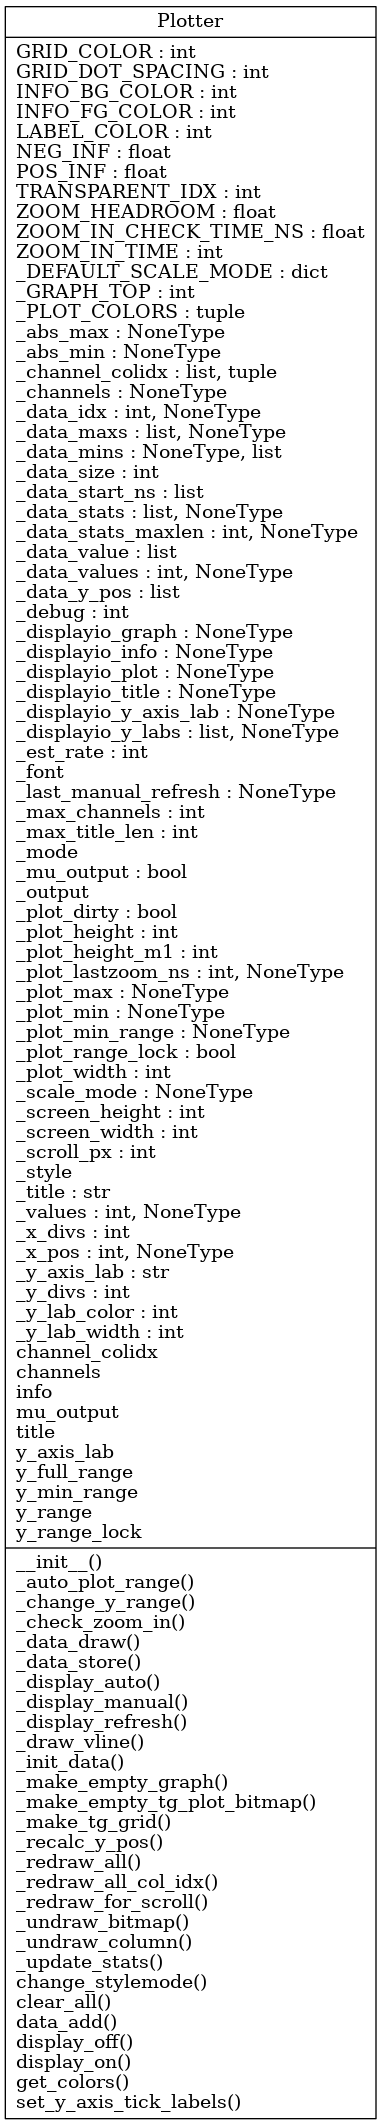 Plotter
GRID_COLOR : int
GRID_DOT_SPACING : int
INFO_BG_COLOR : int
INFO_FG_COLOR : int
LABEL_COLOR : int
NEG_INF : float
POS_INF : float
TRANSPARENT_IDX : int
ZOOM_HEADROOM : float
ZOOM_IN_CHECK_TIME_NS : float
ZOOM_IN_TIME : int
_DEFAULT_SCALE_MODE : dict
_GRAPH_TOP : int
_PLOT_COLORS : tuple
_abs_max : NoneType
_abs_min : NoneType
_channel_colidx : list, tuple
_channels : NoneType
_data_idx : int, NoneType
_data_maxs : list, NoneType
_data_mins : NoneType, list
_data_size : int
_data_start_ns : list
_data_stats : list, NoneType
_data_stats_maxlen : int, NoneType
_data_value : list
_data_values : int, NoneType
_data_y_pos : list
_debug : int
_displayio_graph : NoneType
_displayio_info : NoneType
_displayio_plot : NoneType
_displayio_title : NoneType
_displayio_y_axis_lab : NoneType
_displayio_y_labs : list, NoneType
_est_rate : int
_font
_last_manual_refresh : NoneType
_max_channels : int
_max_title_len : int
_mode
_mu_output : bool
_output
_plot_dirty : bool
_plot_height : int
_plot_height_m1 : int
_plot_lastzoom_ns : int, NoneType
_plot_max : NoneType
_plot_min : NoneType
_plot_min_range : NoneType
_plot_range_lock : bool
_plot_width : int
_scale_mode : NoneType
_screen_height : int
_screen_width : int
_scroll_px : int
_style
_title : str
_values : int, NoneType
_x_divs : int
_x_pos : int, NoneType
_y_axis_lab : str
_y_divs : int
_y_lab_color : int
_y_lab_width : int
channel_colidx
channels
info
mu_output
title
y_axis_lab
y_full_range
y_min_range
y_range
y_range_lock
__init__()
_auto_plot_range()
_change_y_range()
_check_zoom_in()
_data_draw()
_data_store()
_display_auto()
_display_manual()
_display_refresh()
_draw_vline()
_init_data()
_make_empty_graph()
_make_empty_tg_plot_bitmap()
_make_tg_grid()
_recalc_y_pos()
_redraw_all()
_redraw_all_col_idx()
_redraw_for_scroll()
_undraw_bitmap()
_undraw_column()
_update_stats()
change_stylemode()
clear_all()
data_add()
display_off()
display_on()
get_colors()
set_y_axis_tick_labels()